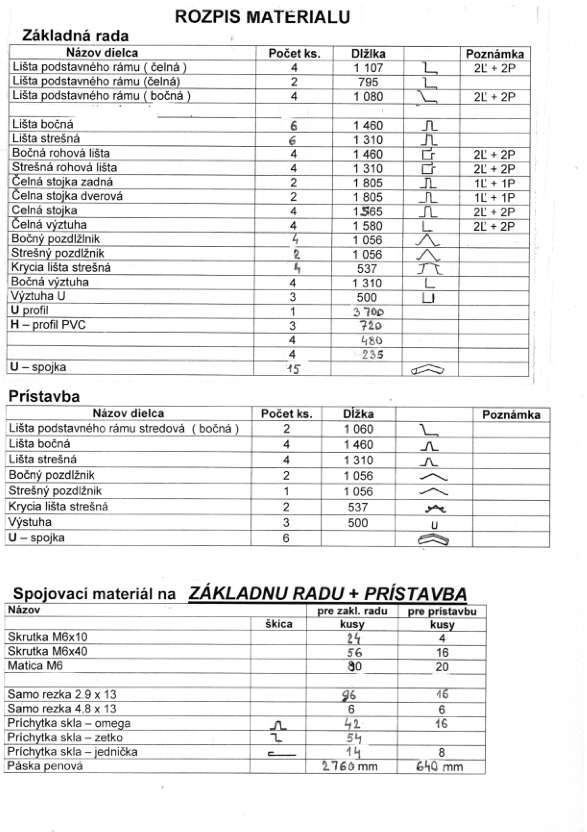 ROZPIS MATERIALU
Základná rada
Názov dielca Počet ks. Dĺžka Poznámka
Lišta podstavného rámu ( čelná ) 4 1 107 2Ľ + 2P
Lišta podstavného rámu (čelná) 2 795
Lišta podstavného rámu ( bočná ) 4 1 080 2Ľ + 2P
Lišta bočná 6 1 460
Lišta strešná 6 1 310
Bočná rohová lišta 4 1 460 2Ľ + 2P
Strešná rohová lišta 4 1 310 2Ľ + 2P
Čelná stojka zadná 2 1 805 1Ľ + 1P
Čelna stojka dverová 2 1 805 1Ľ + 1P
Celná stojka 4 1565 2Ľ + 2P
Čelná výztuha 4 1 580 2Ľ + 2P
Bočný pozdĺžnik 4 1 056
Strešný pozdĺžnik 2 1 056
Krycia lišta strešná 4 537
Bočná výztuha 4 1 310
Výztuha U 3 500
U profil 1 3 700
H – profil PVC 3 720
4 480
4 235
U – spojka 15
Prístavba
Názov dielca Počet ks. Dĺžka Poznámka
Lišta podstavného rámu stredová ( bočná ) 2 1 060
Lišta bočná 4 1 460
Lišta strešná 4 1 310
Bočný pozdlžnik 2 1 056
Strešný pozdlžnik 1 1 056
Krycia lišta strešná 2 537
Výstuha 3 500 U
U – spojka 6
Spojovací materiál na ZÁKLADNU RADU + PRÍSTAVBA
Názov pre zakl. radu pre prístavbu
škica kusy kusy
Skrutka M6x10 24 4
Skrutka M6x40 56 16
Matica M6 80 20
Samo rezka 2.9 x 13 96 16
Samo rezka 4,8 x 13 6 6
Príchytka skla – omega 42 16
Príchytka skla – zetko 54
Príchytka skla – jednička 14 8
Páska penová 2760 mm 640 mm